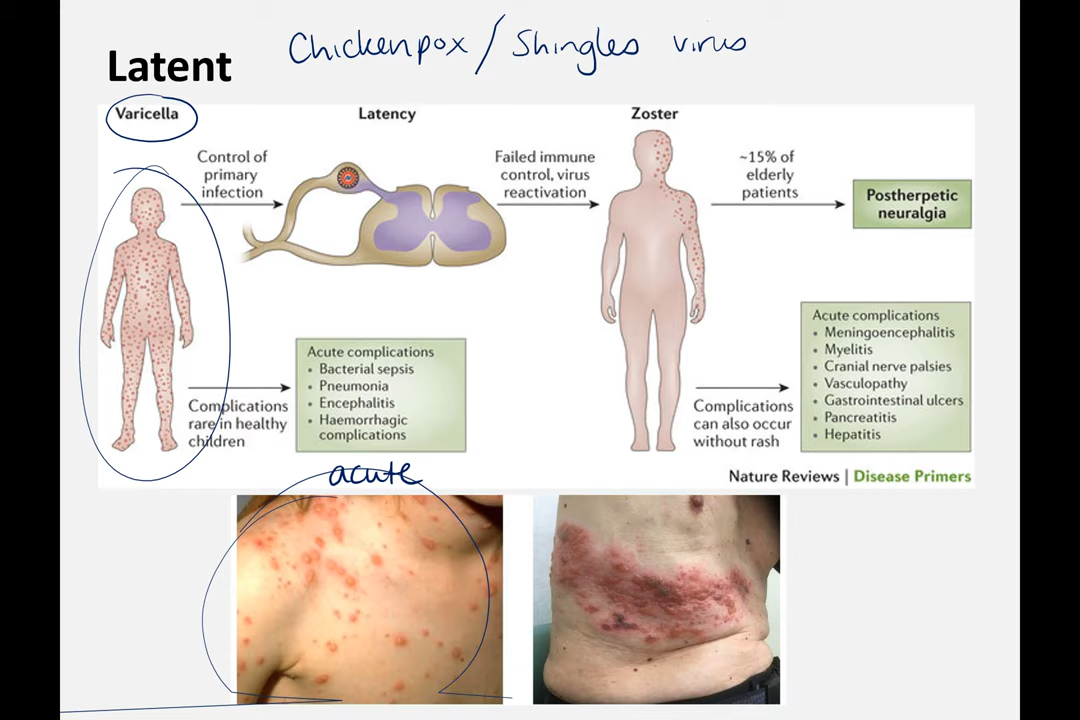 Chickenpox / Shingles virus
Latent
Varicella
Latency
Zoster
Control of
primary
infection
Failed immune
control, virus
reactivation
~15% of
elderly
patients
Postherpetic
neuralgia
Complications
rare in healthy
children
Acute complications
• Bacterial sepsis
• Pneumonia
• Encephalitis
• Haemorrhagic
complications
Complications
can also occur
without rash
Acute complications
• Meningoencephalitis
• Myelitis
• Cranial nerve palsies
• Vasculopathy
• Gastrointestinal ulcers
• Pancreatitis
• Hepatitis
Nature Reviews | Disease Primers
acute